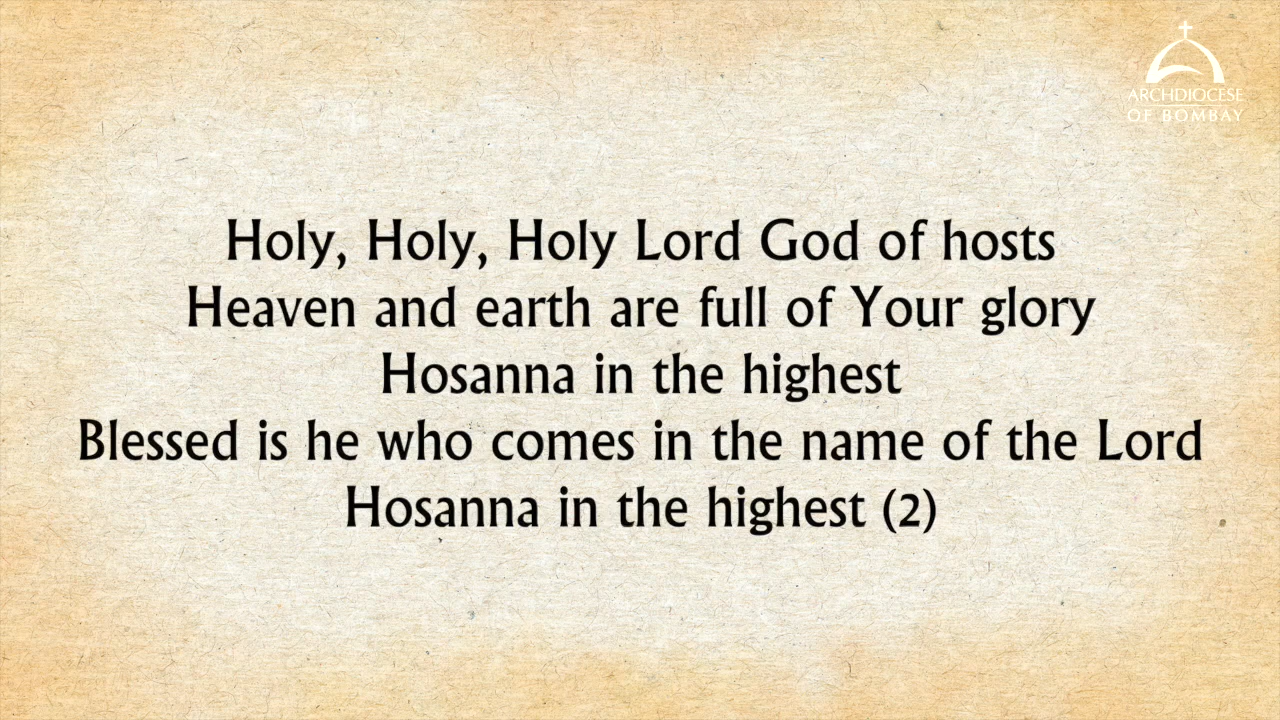 ARCHDIOCESE
OF BOMBAY
Holy, Holy, Holy Lord God of hosts
Heaven and earth are full of Your glory
Hosanna in the highest
Blessed is he who comes in the name of the Lord
Hosanna in the highest (2)